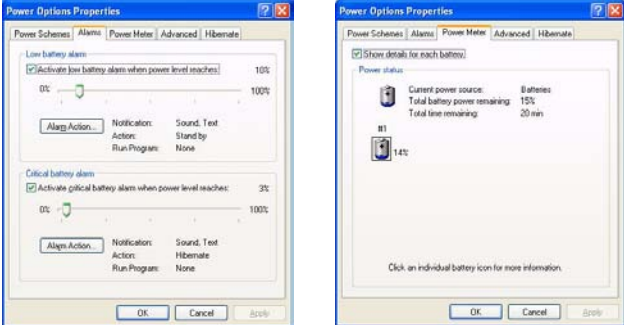 Power Options Properties
Power Schemes Alarms Power Meter Advanced Hibernate
Low battery alarm
Activate low battery alarm when power level reaches: 10%
0% 100%
Alarm Action... Notification: Sound, Text
Action: Stand by
Run Program: None
Critical battery alarm
Activate critical battery alarm when power level reaches: 3%
0% 100%
Alarm Action... Notification: Sound, Text
Action: Hibernate
Run Program: None
OK Cancel Apply
Power Options Properties
Power Schemes Alarms Power Meter Advanced Hibernate
Show details for each battery.
Power status
Current power source: Batteries
Total battery power remaining: 15%
Total time remaining: 20 min
#1
14%
Click an individual battery icon for more information.
OK Cancel Apply